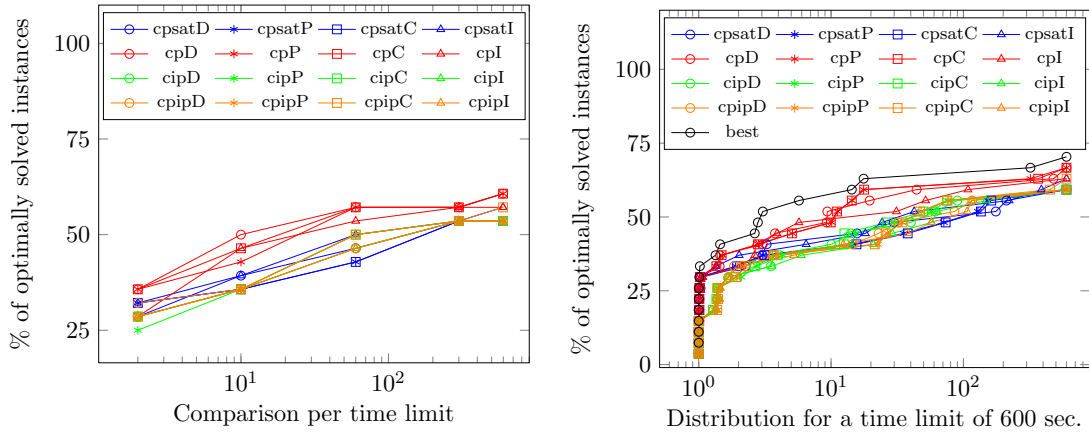 % of optimally solved instances
100
75
50
25
cpsatD cpsatP cpsatC cpsatI
cpD cpP cpC cpI
cipD cipP cipC cipI
cpipD cpipP cpipC cpipI
10^1 10^2
Comparison per time limit
% of optimally solved instances
100
75
50
25
0
cpsatD cpsatP cpsatC cpsatI
cpD cpP cpC cpI
cipD cipP cipC cipI
cpipD cpipP cpipC cpipI
best
10^0 10^1 10^2
Distribution for a time limit of 600 sec.